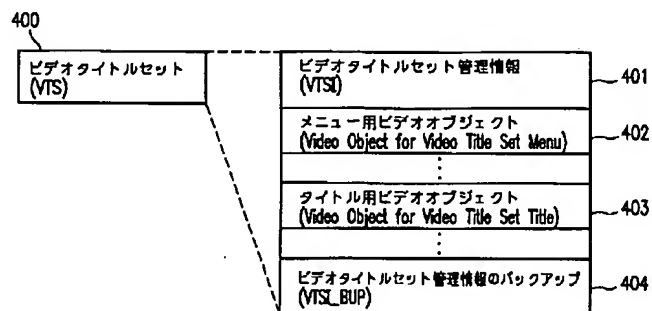 400
ビデオタイトルセット
(VTS)
ビデオタイトルセット管理情報
(VTSI)
401
メニュー用ビデオオブジェクト
(Video Object for Video Title Set Menu)
402
タイトル用ビデオオブジェクト
(Video Object for Video Title Set Title)
403
ビデオタイトルセット管理情報のバックアップ
(VTSI_BUP)
404